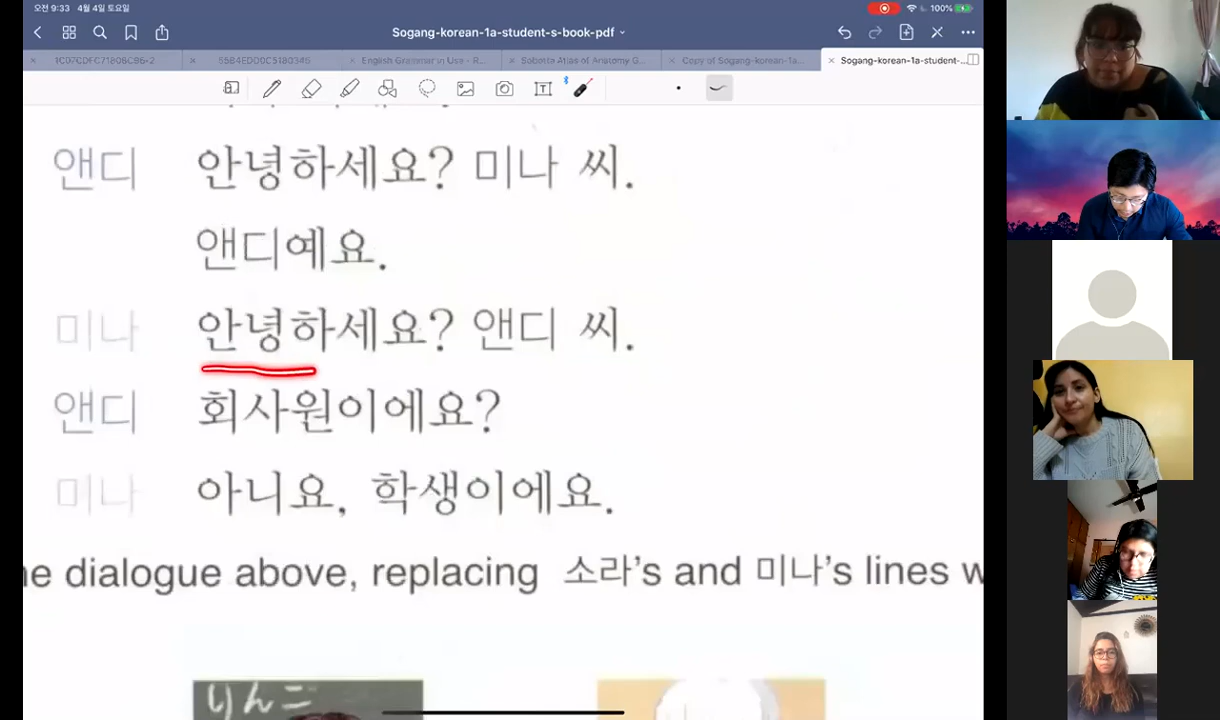 오전 9:33 4월 4일 토요일
100%
Sogang-korean-1a-student-s-book-pdf
English Grammar in Use - R...
Sobotta Atlas of Anatomy G...
Copy of Sogang-korean-1a...
Sogang-korean-1a-student-...
앤디 안녕하세요? 미나 씨.
앤디예요.
미나 안녕하세요? 앤디 씨.
앤디 회사원이에요?
미나 아니요, 학생이에요.
dialogue above, replacing 소라's and 미나's lines
りんご